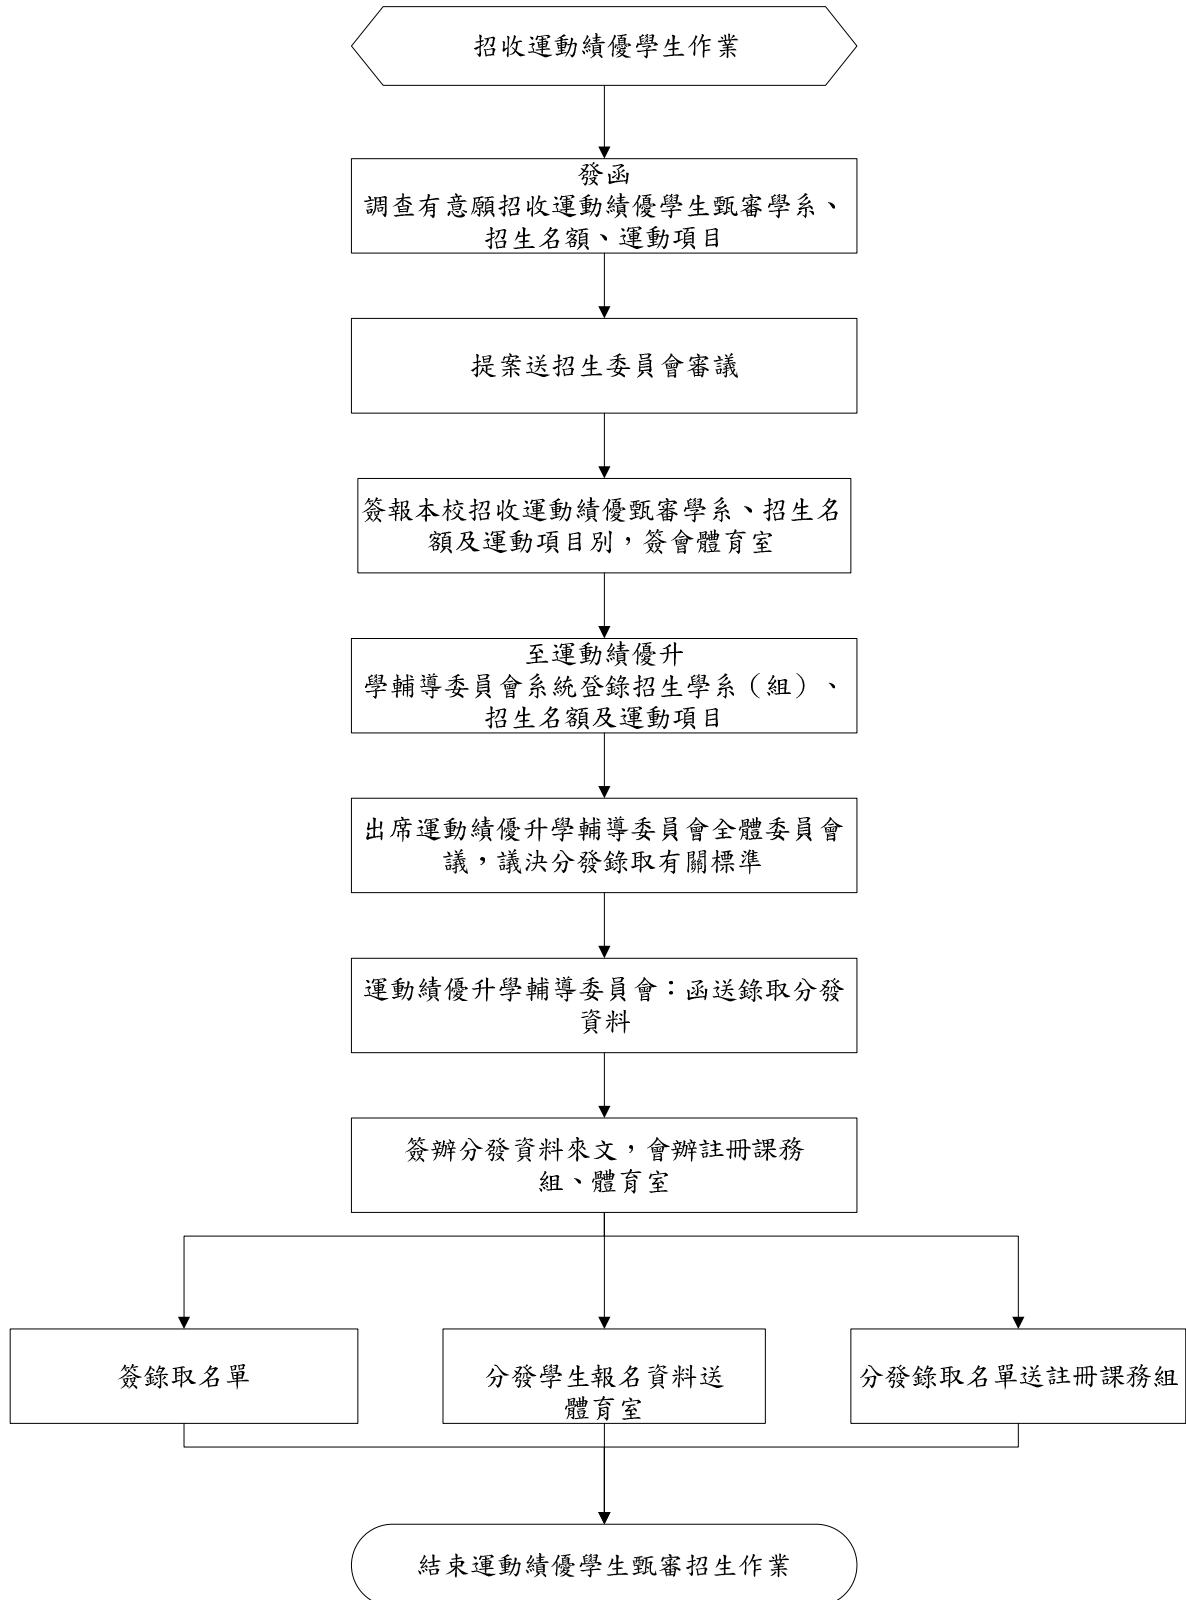 招收運動績優學生作業
發函
調查有意願招收運動績優學生甄審學系、
招生名額、運動項目
提案送招生委員會審議
簽報本校招收運動績優甄審學系、招生名
額及運動項目別，簽會體育室
至運動績優升
學輔導委員會系統登錄招生學系（組）、
招生名額及運動項目
出席運動績優升學輔導委員會全體委員會
議，議決分發錄取有關標準
運動績優升學輔導委員會：函送錄取分發
資料
簽辦分發資料來文，會辦註冊課務
組、體育室
簽錄取名單
分發學生報名資料送
體育室
分發錄取名單送註冊課務組
結束運動績優學生甄審招生作業